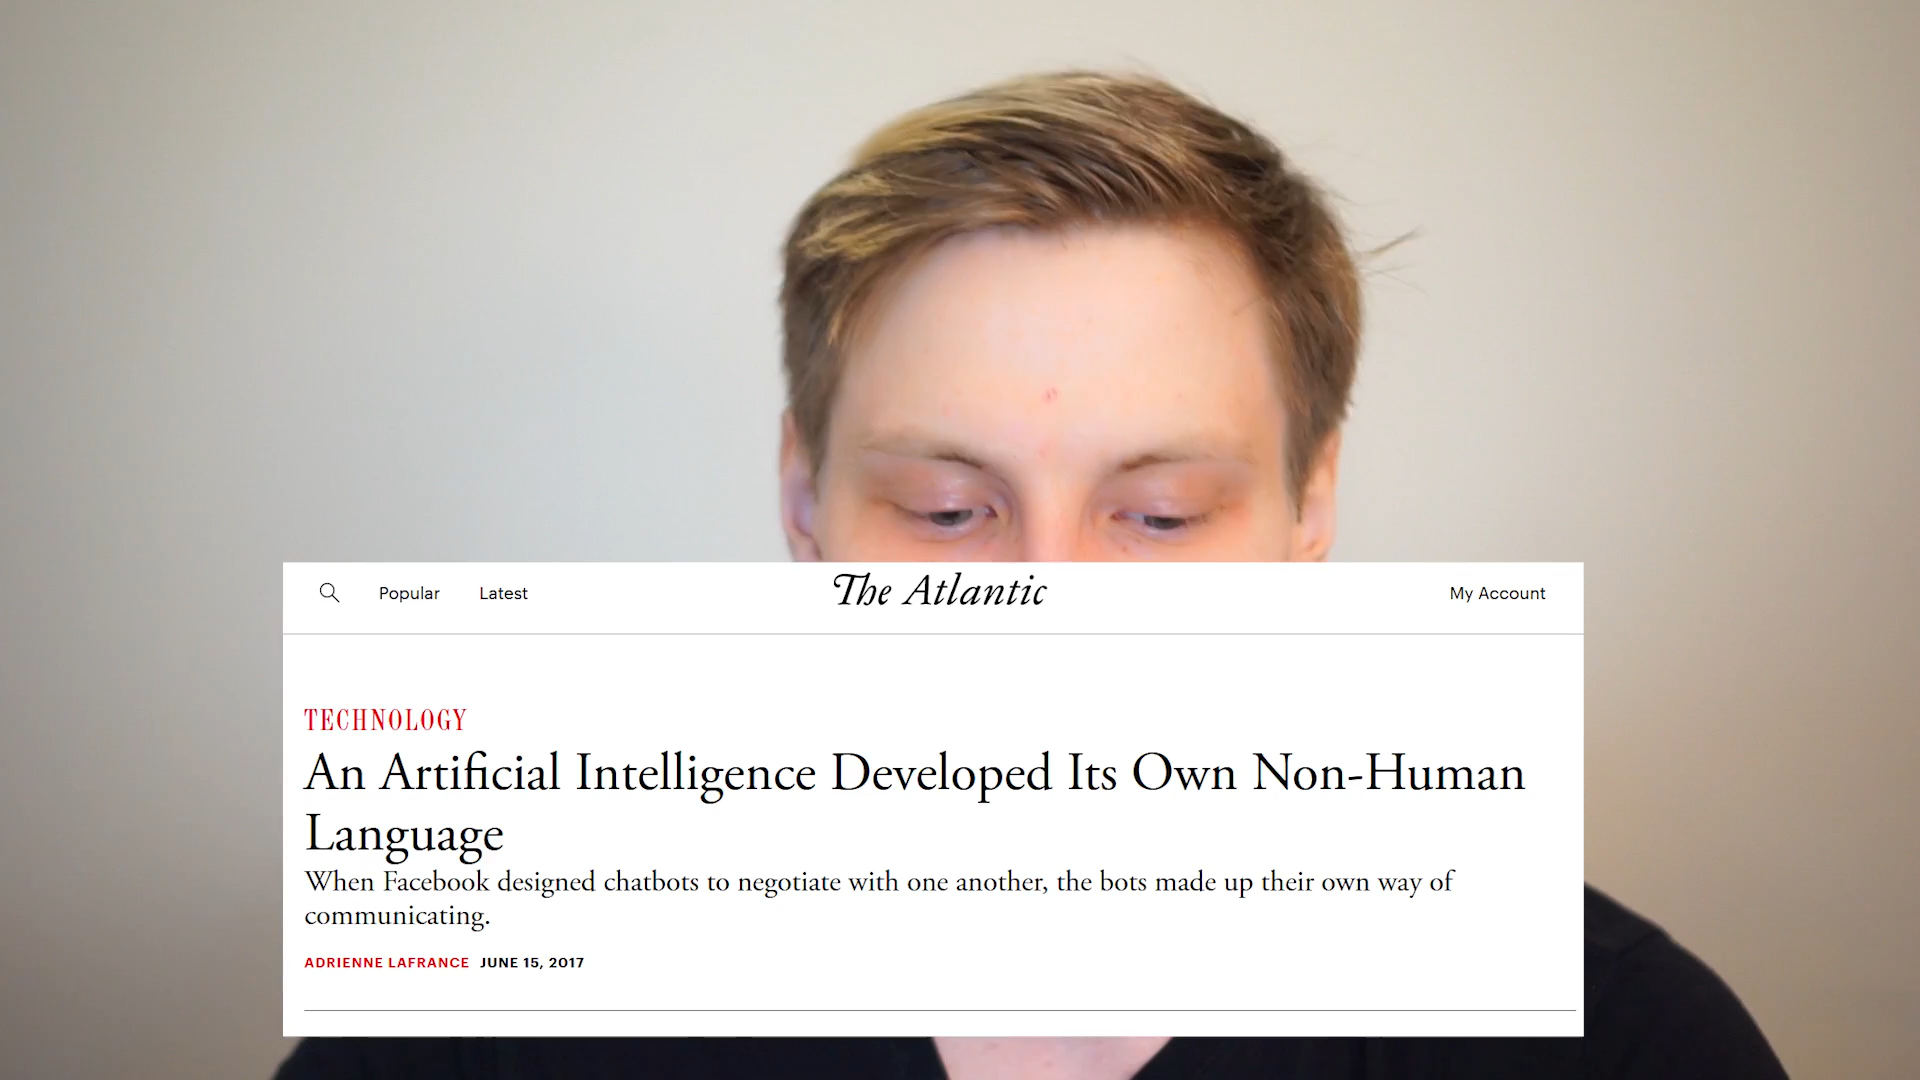 Popular Latest The Atlantic My Account
TECHNOLOGY
An Artificial Intelligence Developed Its Own Non-Human
Language
When Facebook designed chatbots to negotiate with one another, the bots made up their own way of
communicating.
ADRIENNE LAFRANCE JUNE 15, 2017